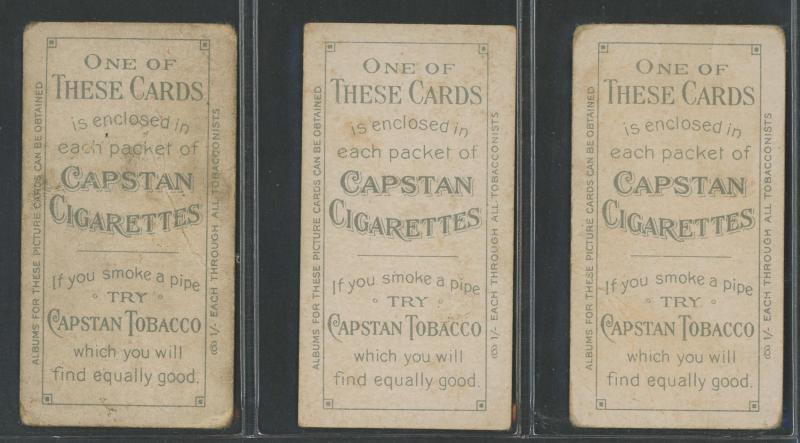 ALBUMS FOR THESE PICTURE CARDS CAN BE OBTAINED
ONE OF
THESE CARDS
is enclosed in
each packet of
CAPSTAN
CIGARETTES
If you smoke a pipe
TRY
CAPSTAN TOBACCO
which you will
find equally good.
@ 1/- EACH THROUGH ALL TOBACCONISTS
ALBUMS FOR THESE PICTURE CARDS CAN BE OBTAINED
ONE OF
THESE CARDS
is enclosed in
each packet of
CAPSTAN
CIGARETTES
If you smoke a pipe
TRY
CAPSTAN TOBACCO
which you will
find equally good.
@ 1/- EACH THROUGH ALL TOBACCONISTS
ALBUMS FOR THESE PICTURE CARDS CAN BE OBTAINED
ONE OF
THESE CARDS
is enclosed in
each packet of
CAPSTAN
CIGARETTES
If you smoke a pipe
TRY
CAPSTAN TOBACCO
which you will
find equally good.
@ 1/- EACH THROUGH ALL TOBACCONISTS